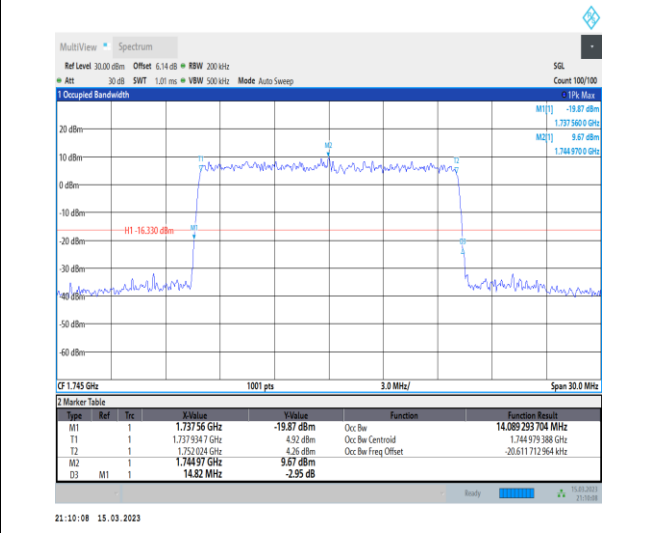 MultiView Spectrum
Ref Level 30.00 dBm Offset 6.14 dB RBW 200 kHz SGL
Att 30 dB SWT 1.01 ms VBW 500 kHz Mode Auto Sweep Count 100/100
1 Occupied Bandwidth 1Pk Max
M1[1] -19.87 dBm
1.737 560 0 GHz
M2[1] 9.67 dBm
1.744 970 0 GHz
20 dBm
M2
10 dBm
T1 T2
0 dBm
-10 dBm
H1 -16.330 dBm M1
-20 dBm
D3
-30 dBm
-40 dBm
-50 dBm
-60 dBm
CF 1.745 GHz 1001 pts 3.0 MHz/ Span 30.0 MHz
2 Marker Table
Type Ref Trc X-Value Y-Value Function Function Result
M1 1 1.737 56 GHz -19.87 dBm Occ Bw 14.089 293 704 MHz
T1 1 1.737 934 7 GHz 4.92 dBm Occ Bw Centroid 1.744 979 388 GHz
T2 1 1.752 024 GHz 4.26 dBm Occ Bw Freq Offset -20.611 712 964 kHz
M2 1 1.744 97 GHz 9.67 dBm
D3 M1 1 14.82 MHz -2.95 dB
Ready 15.03.2023
21:10:08
21:10:08 15.03.2023